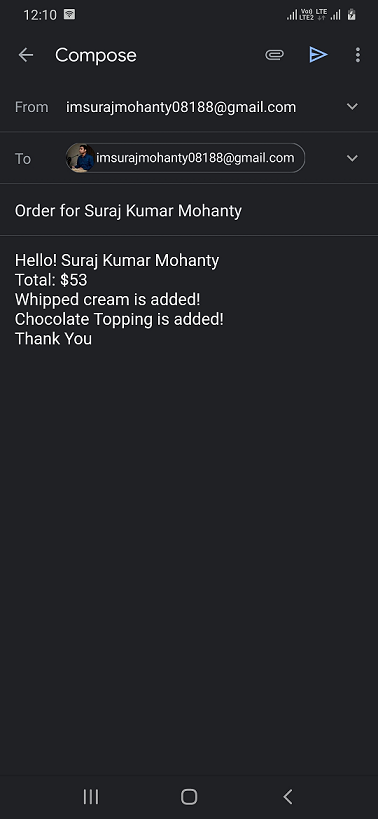 12:10 Vo)) LTE LTE2
Compose
From imsurajmohanty08188@gmail.com
To imsurajmohanty08188@gmail.com
Order for Suraj Kumar Mohanty
Hello! Suraj Kumar Mohanty
Total: $53
Whipped cream is added!
Chocolate Topping is added!
Thank You